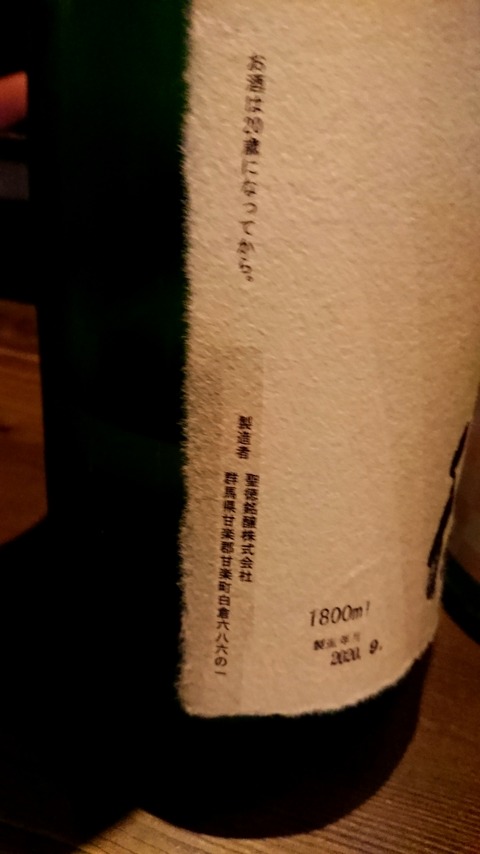 お酒は20歳になってから。
製造者
聖徳銘醸株式会社
群馬県甘楽郡甘楽町白倉六八六の一
1800ml
製造年月
2020. 9.